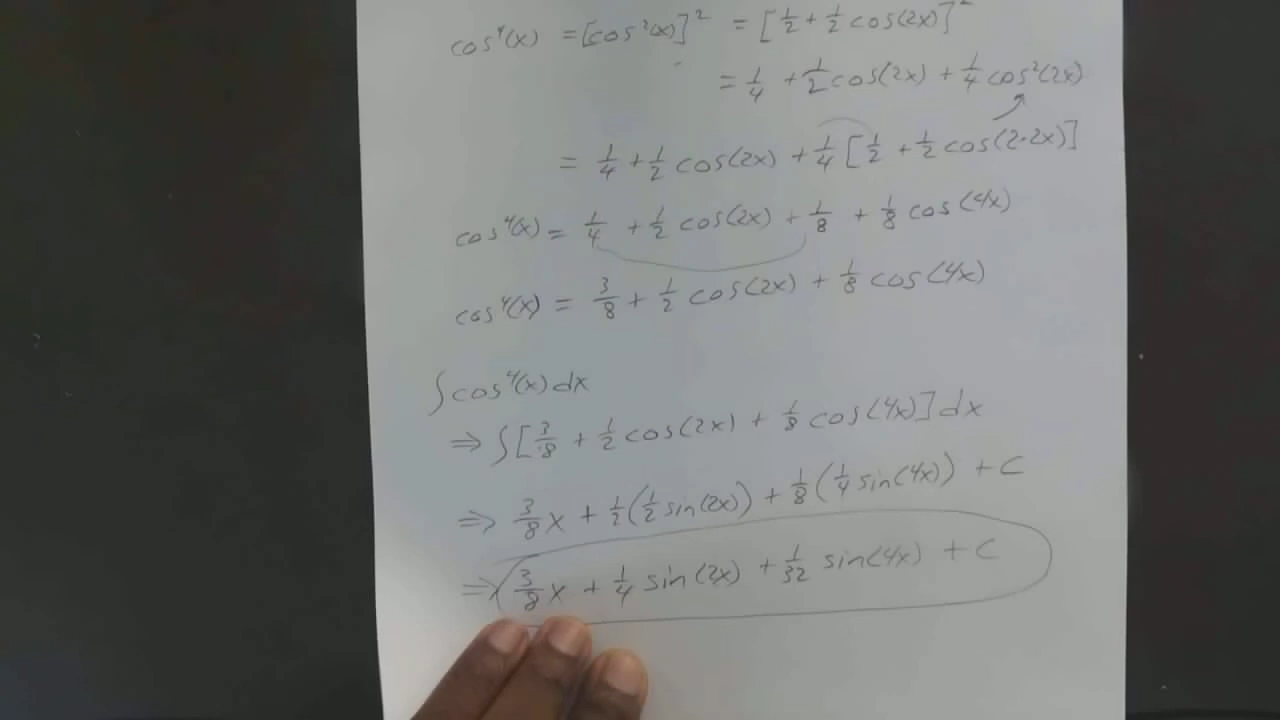 cos⁴(x) = [cos²(x)]² = [1/2 + 1/2 cos(2x)]²
= 1/4 + 1/2 cos(2x) + 1/4 cos²(2x)
= 1/4 + 1/2 cos(2x) + 1/4 [1/2 + 1/2 cos(2·2x)]
cos⁴(x) = 1/4 + 1/2 cos(2x) + 1/8 + 1/8 cos(4x)
cos⁴(x) = 3/8 + 1/2 cos(2x) + 1/8 cos(4x)
∫cos⁴(x) dx
⇒ ∫[3/8 + 1/2 cos(2x) + 1/8 cos(4x)] dx
⇒ 3/8 x + 1/2 (1/2 sin(2x)) + 1/8 (1/4 sin(4x)) + C
⇒ 3/8 x + 1/4 sin(2x) + 1/32 sin(4x) + C